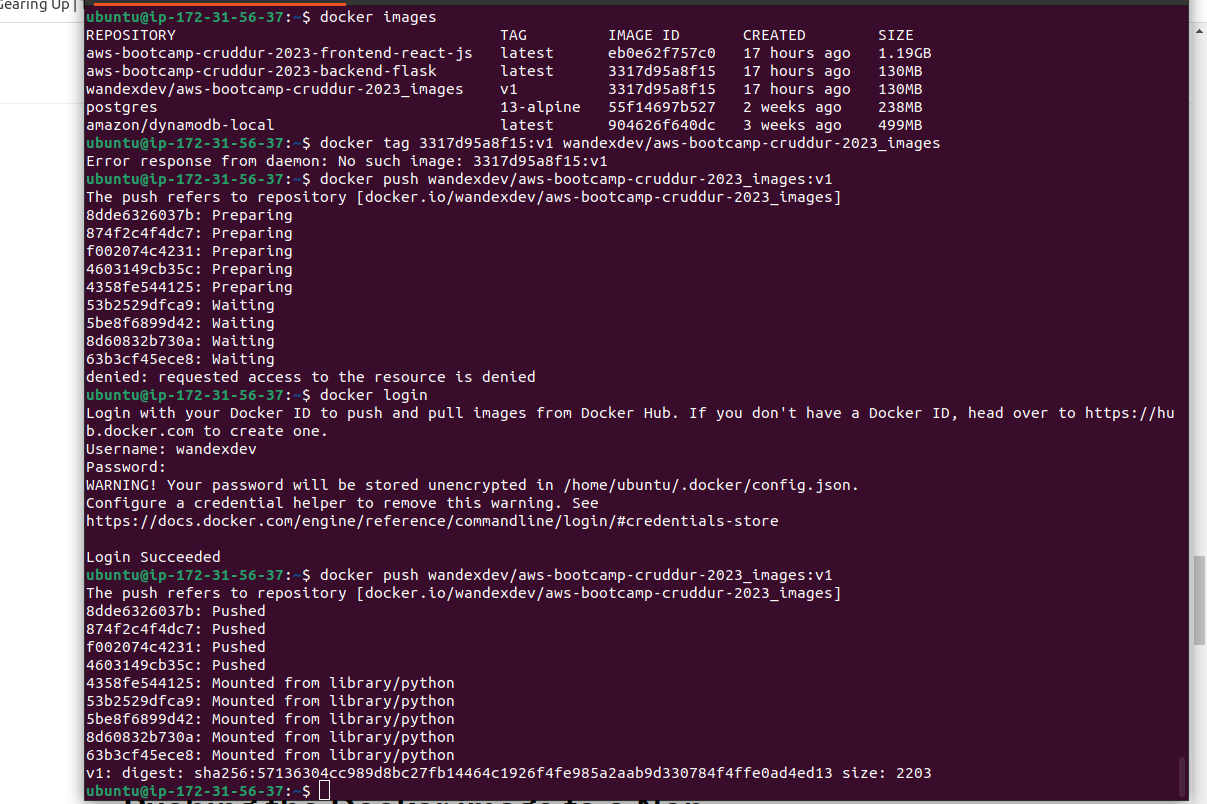 Gearing Up |
ubuntu@ip-172-31-56-37:~$ docker images
REPOSITORY TAG IMAGE ID CREATED SIZE
aws-bootcamp-cruddur-2023-frontend-react-js latest eb0e62f757c0 17 hours ago 1.19GB
aws-bootcamp-cruddur-2023-backend-flask latest 3317d95a8f15 17 hours ago 130MB
wandexdev/aws-bootcamp-cruddur-2023_images v1 3317d95a8f15 17 hours ago 130MB
postgres 13-alpine 55f14697b527 2 weeks ago 238MB
amazon/dynamodb-local latest 904626f640dc 3 weeks ago 499MB
ubuntu@ip-172-31-56-37:~$ docker tag 3317d95a8f15:v1 wandexdev/aws-bootcamp-cruddur-2023_images
Error response from daemon: No such image: 3317d95a8f15:v1
ubuntu@ip-172-31-56-37:~$ docker push wandexdev/aws-bootcamp-cruddur-2023_images:v1
The push refers to repository [docker.io/wandexdev/aws-bootcamp-cruddur-2023_images]
8dde6326037b: Preparing
874f2c4f4dc7: Preparing
f002074c4231: Preparing
4603149cb35c: Preparing
4358fe544125: Preparing
53b2529dfca9: Waiting
5be8f6899d42: Waiting
8d60832b730a: Waiting
63b3cf45ece8: Waiting
denied: requested access to the resource is denied
ubuntu@ip-172-31-56-37:~$ docker login
Login with your Docker ID to push and pull images from Docker Hub. If you don't have a Docker ID, head over to https://hu
b.docker.com to create one.
Username: wandexdev
Password:
WARNING! Your password will be stored unencrypted in /home/ubuntu/.docker/config.json.
Configure a credential helper to remove this warning. See
https://docs.docker.com/engine/reference/commandline/login/#credentials-store
Login Succeeded
ubuntu@ip-172-31-56-37:~$ docker push wandexdev/aws-bootcamp-cruddur-2023_images:v1
The push refers to repository [docker.io/wandexdev/aws-bootcamp-cruddur-2023_images]
8dde6326037b: Pushed
874f2c4f4dc7: Pushed
f002074c4231: Pushed
4603149cb35c: Pushed
4358fe544125: Mounted from library/python
53b2529dfca9: Mounted from library/python
5be8f6899d42: Mounted from library/python
8d60832b730a: Mounted from library/python
63b3cf45ece8: Mounted from library/python
v1: digest: sha256:57136304cc989d8bc27fb14464c1926f4fe985a2aab9d330784f4ffe0ad4ed13 size: 2203
ubuntu@ip-172-31-56-37:~$
Pushing the Docker image to a Non